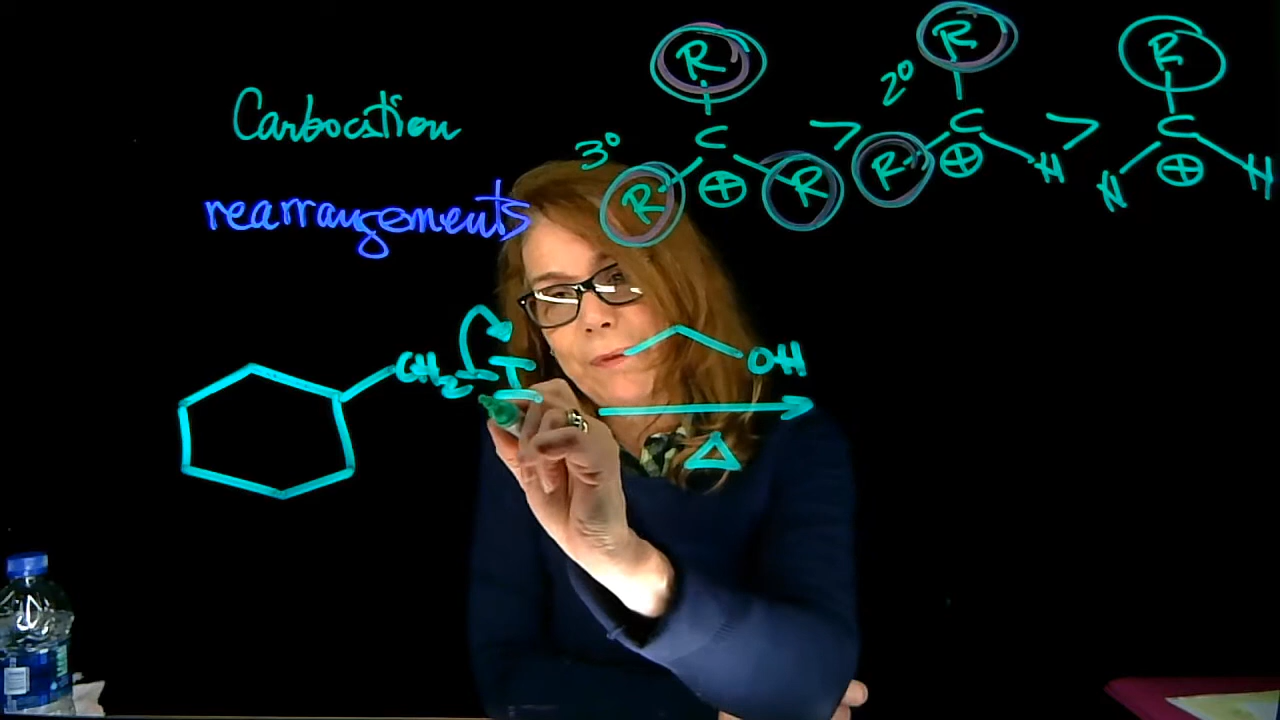 Carbocation
rearrangements
3°
R
C
⊕
R
R
>
2°
R
C
⊕
R
H
>
R
C
⊕
H
H
CH2-I
OH
Δ